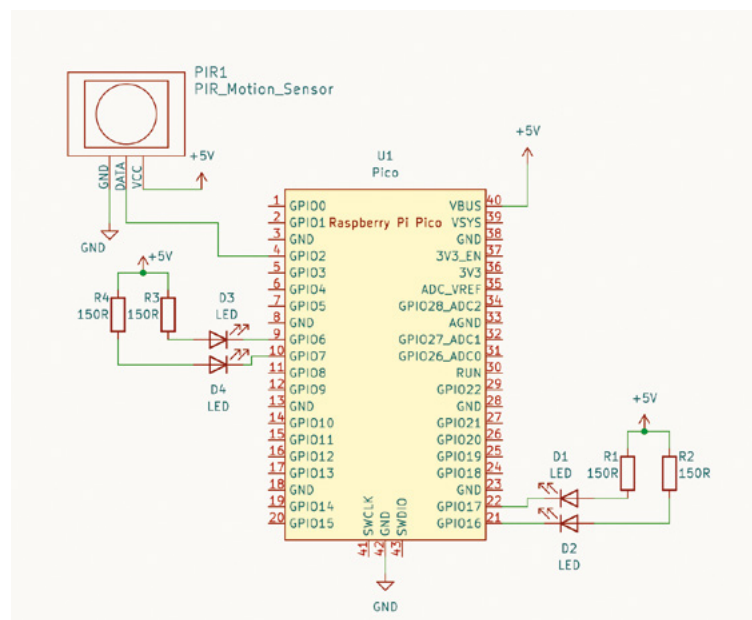 PIR1
PIR_Motion_Sensor
GND
DATA
VCC
+5V
GND
+5V
R4
150R
R3
150R
D3
LED
D4
LED
+5V
U1
Pico
Raspberry Pi Pico
1 GPIO0
2 GPIO1
3 GND
4 GPIO2
5 GPIO3
6 GPIO4
7 GPIO5
8 GND
9 GPIO6
10 GPIO7
11 GPIO8
12 GPIO9
13 GND
14 GPIO10
15 GPIO11
16 GPIO12
17 GPIO13
18 GND
19 GPIO14
20 GPIO15
VBUS 40
VSYS 39
GND 38
3V3_EN 37
3V3 36
ADC_VREF 35
GPIO28_ADC2 34
AGND 33
GPIO27_ADC1 32
GPIO26_ADC0 31
RUN 30
GPIO22 29
GND 28
GPIO21 27
GPIO20 26
GPIO19 25
GPIO18 24
GND 23
GPIO17 22
GPIO16 21
SWCLK 41
GND 42
SWDIO 43
GND
+5V
D1
LED
R1
150R
R2
150R
D2
LED